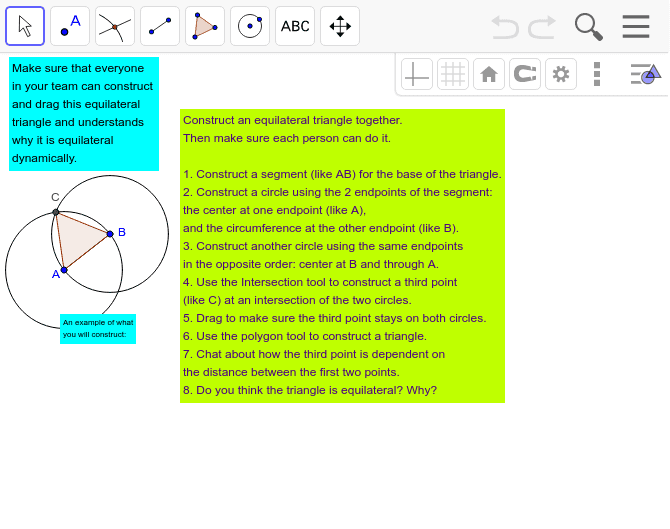 A
ABC
Make sure that everyone
in your team can construct
and drag this equilateral
triangle and understands
why it is equilateral
dynamically.
Construct an equilateral triangle together.
Then make sure each person can do it.
1. Construct a segment (like AB) for the base of the triangle.
2. Construct a circle using the 2 endpoints of the segment:
the center at one endpoint (like A),
and the circumference at the other endpoint (like B).
3. Construct another circle using the same endpoints
in the opposite order: center at B and through A.
4. Use the Intersection tool to construct a third point
(like C) at an intersection of the two circles.
5. Drag to make sure the third point stays on both circles.
6. Use the polygon tool to construct a triangle.
7. Chat about how the third point is dependent on
the distance between the first two points.
8. Do you think the triangle is equilateral? Why?
C
B
A
An example of what
you will construct: